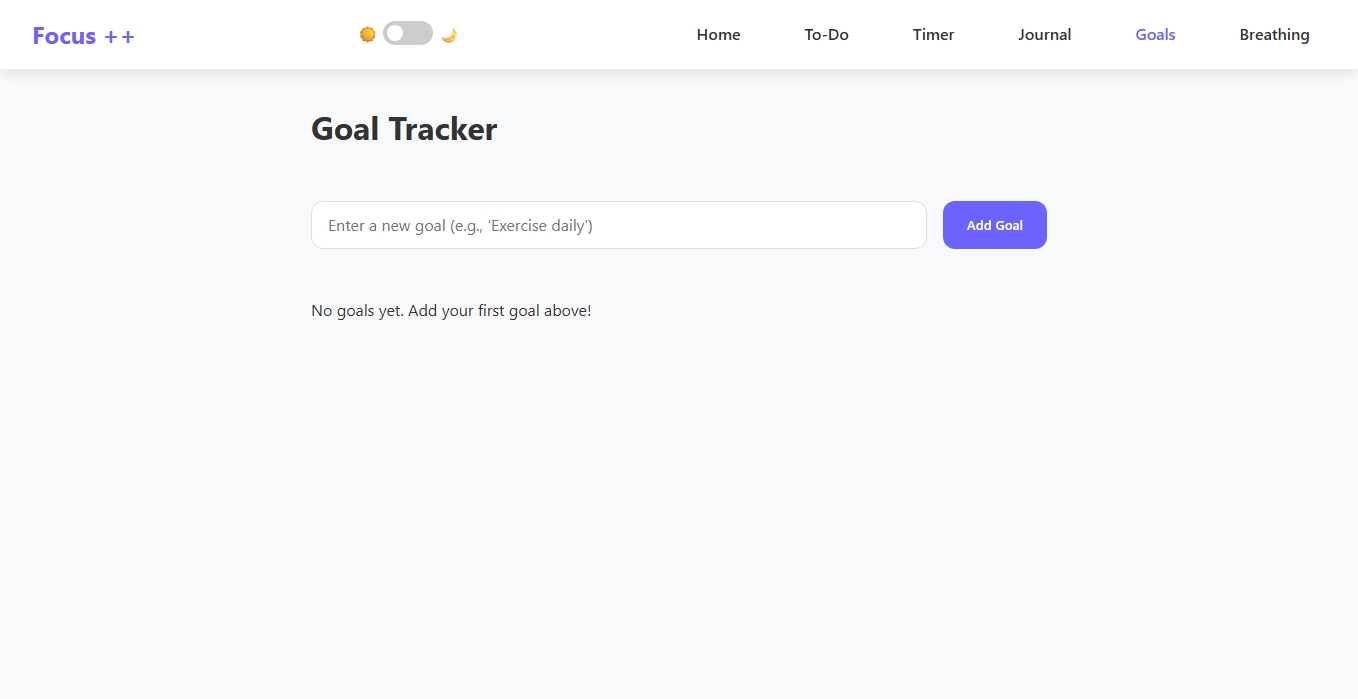 Focus ++
Home To-Do Timer Journal Goals Breathing
Goal Tracker
Enter a new goal (e.g., 'Exercise daily') Add Goal
No goals yet. Add your first goal above!